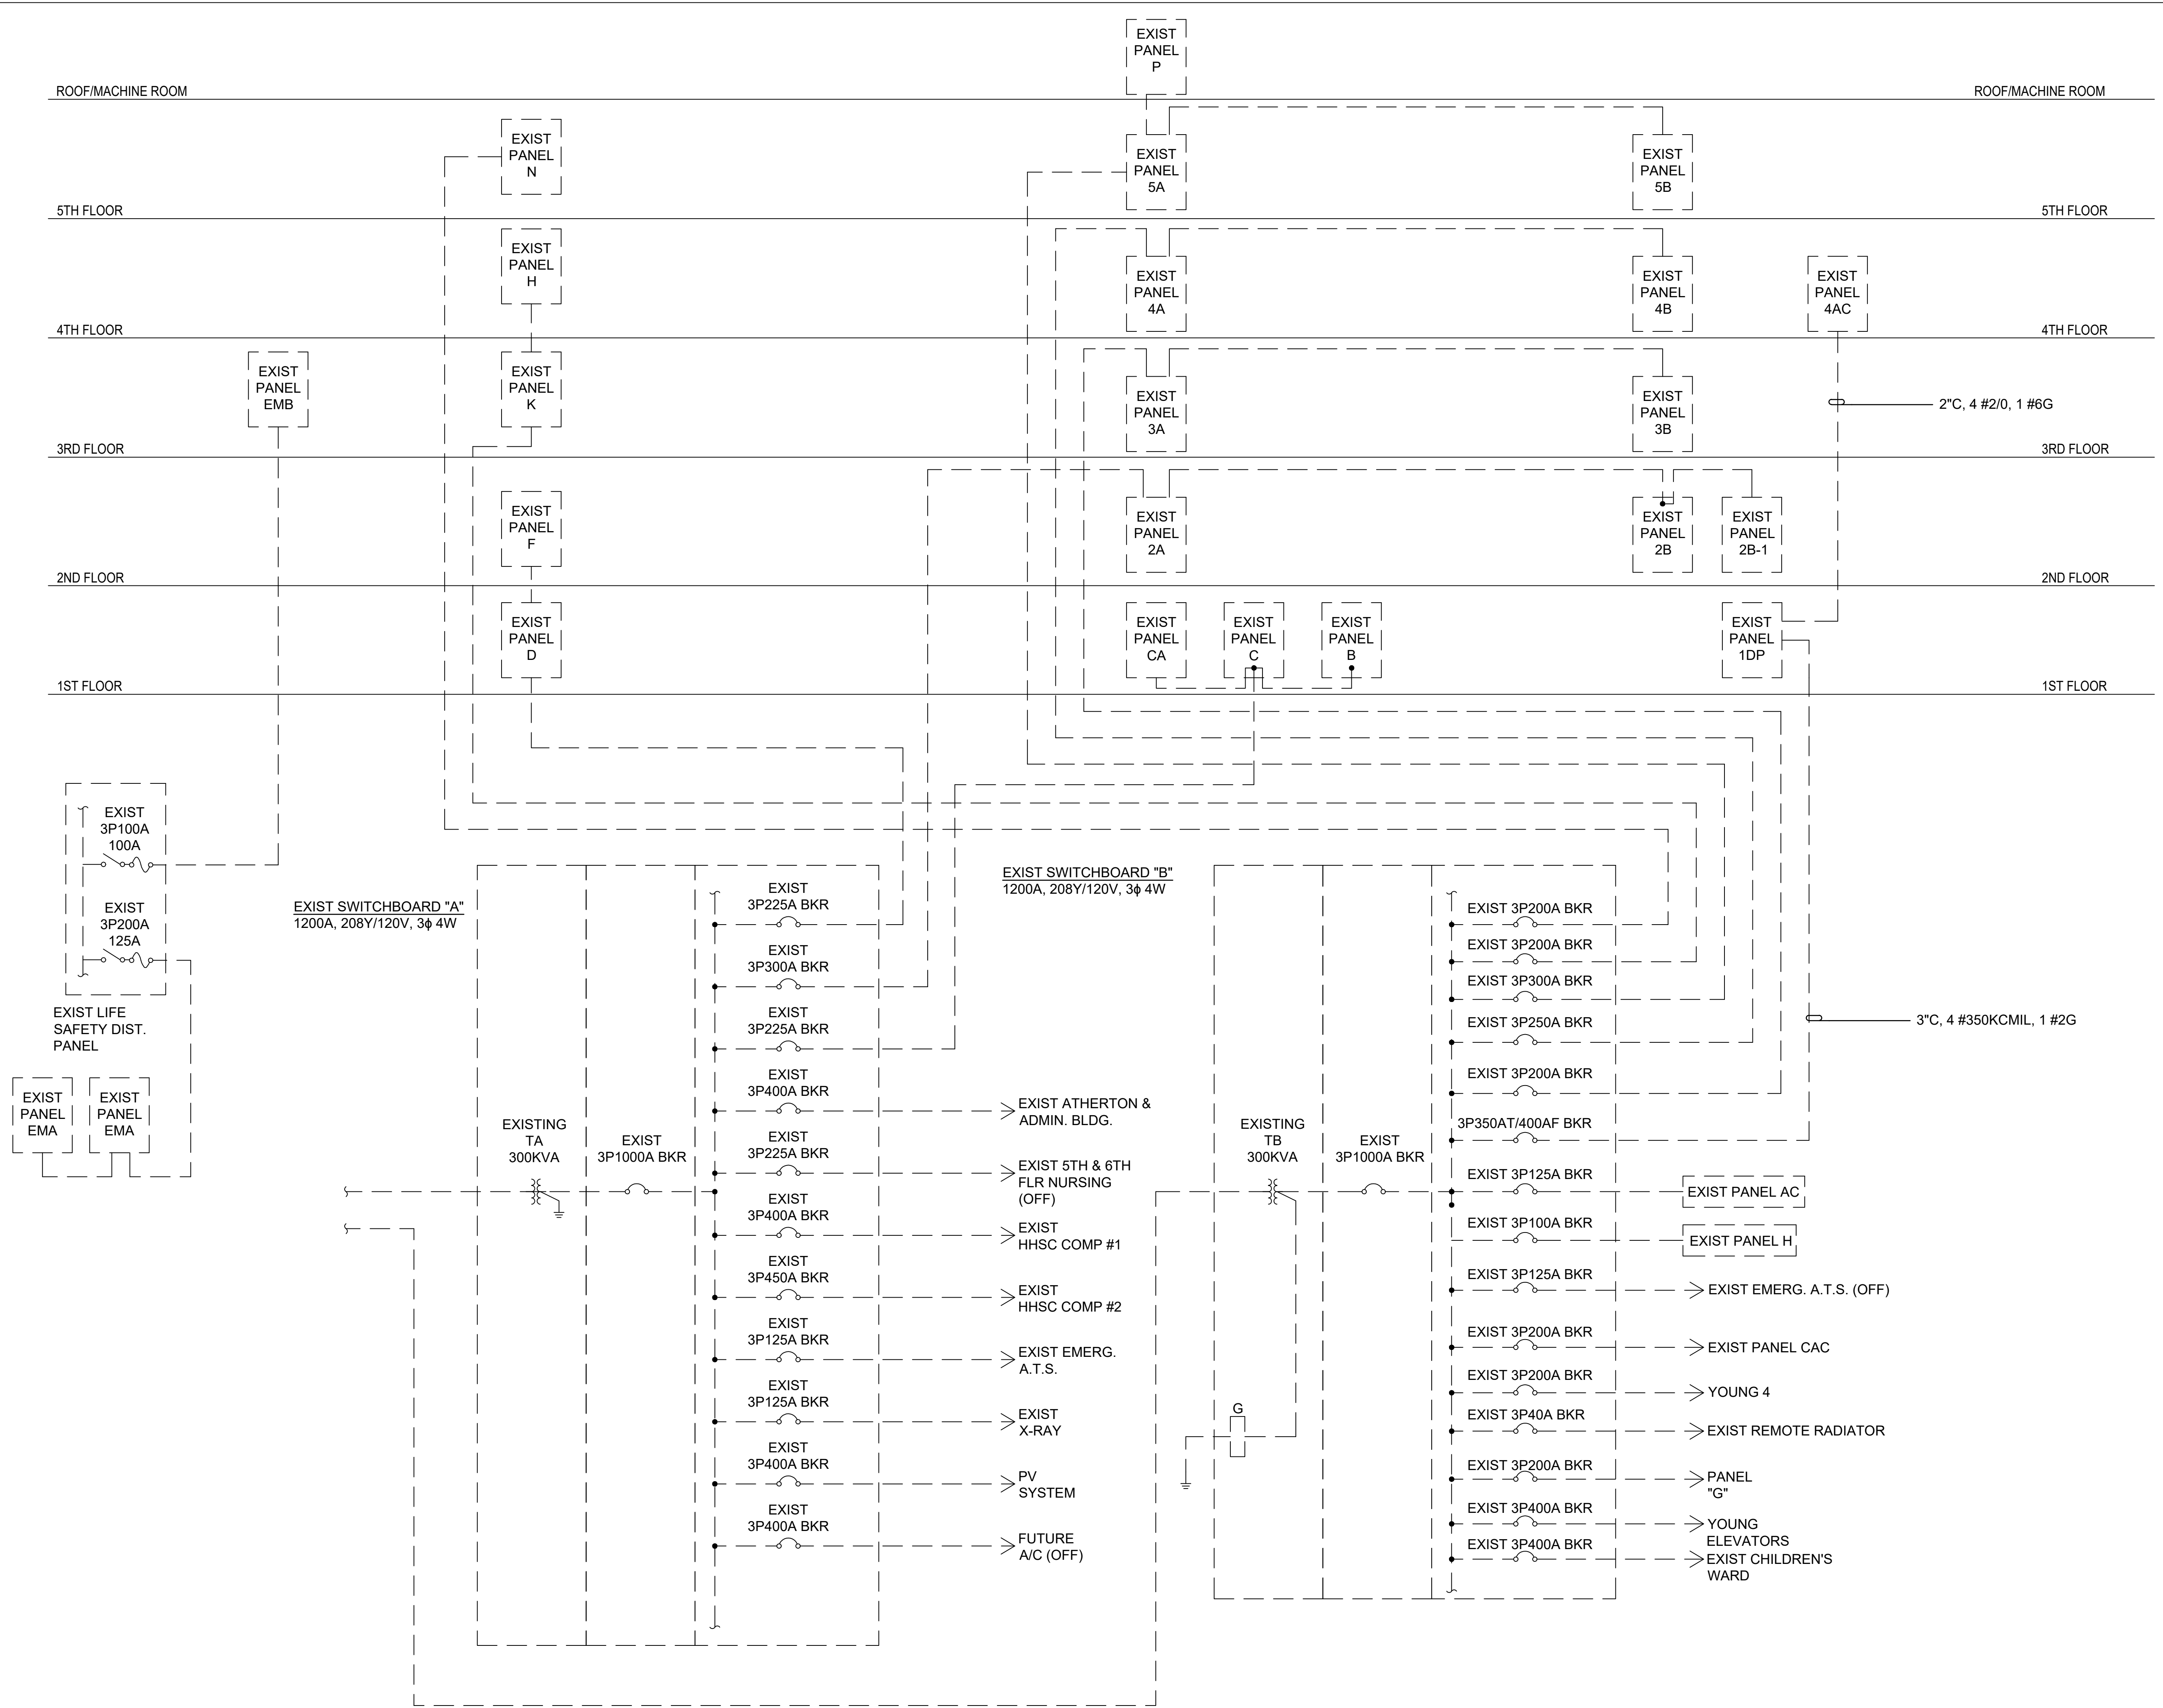 EXIST
PANEL
P
ROOF/MACHINE ROOM
ROOF/MACHINE ROOM
EXIST
PANEL
N
EXIST
PANEL
5A
EXIST
PANEL
5B
5TH FLOOR
5TH FLOOR
EXIST
PANEL
H
EXIST
PANEL
4A
EXIST
PANEL
4B
EXIST
PANEL
4AC
4TH FLOOR
4TH FLOOR
EXIST
PANEL
EMB
EXIST
PANEL
K
EXIST
PANEL
3A
EXIST
PANEL
3B
2"C, 4 #2/0, 1 #6G
3RD FLOOR
3RD FLOOR
EXIST
PANEL
F
EXIST
PANEL
2A
EXIST
PANEL
2B
EXIST
PANEL
2B-1
2ND FLOOR
2ND FLOOR
EXIST
PANEL
D
EXIST
PANEL
CA
EXIST
PANEL
C
EXIST
PANEL
B
EXIST
PANEL
1DP
1ST FLOOR
1ST FLOOR
EXIST
3P100A
100A
EXIST
3P200A
125A
EXIST LIFE
SAFETY DIST.
PANEL
EXIST
PANEL
EMA
EXIST
PANEL
EMA
EXIST SWITCHBOARD "A"
1200A, 208Y/120V, 3ϕ 4W
EXISTING
TA
300KVA
EXIST
3P1000A BKR
EXIST
3P225A BKR
EXIST
3P300A BKR
EXIST
3P225A BKR
EXIST
3P400A BKR
EXIST ATHERTON &
ADMIN. BLDG.
EXIST
3P225A BKR
EXIST 5TH & 6TH
FLR NURSING
(OFF)
EXIST
3P400A BKR
EXIST
HHSC COMP #1
EXIST
3P450A BKR
EXIST
HHSC COMP #2
EXIST
3P125A BKR
EXIST EMERG.
A.T.S.
EXIST
3P125A BKR
EXIST
X-RAY
EXIST
3P400A BKR
PV
SYSTEM
EXIST
3P400A BKR
FUTURE
A/C (OFF)
EXIST SWITCHBOARD "B"
1200A, 208Y/120V, 3ϕ 4W
EXISTING
TB
300KVA
EXIST
3P1000A BKR
G
EXIST 3P200A BKR
EXIST 3P200A BKR
EXIST 3P300A BKR
EXIST 3P250A BKR
3"C, 4 #350KCMIL, 1 #2G
EXIST 3P200A BKR
3P350AT/400AF BKR
EXIST 3P125A BKR
EXIST PANEL AC
EXIST 3P100A BKR
EXIST PANEL H
EXIST 3P125A BKR
EXIST EMERG. A.T.S. (OFF)
EXIST 3P200A BKR
EXIST PANEL CAC
EXIST 3P200A BKR
YOUNG 4
EXIST 3P40A BKR
EXIST REMOTE RADIATOR
EXIST 3P200A BKR
PANEL
"G"
EXIST 3P400A BKR
YOUNG
ELEVATORS
EXIST 3P400A BKR
EXIST CHILDREN'S
WARD